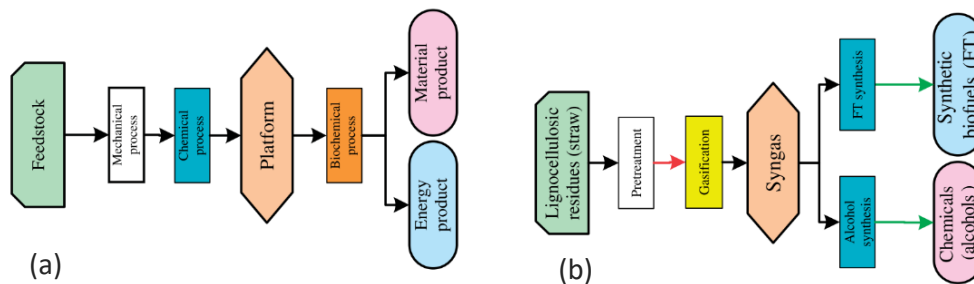 Feedstock
Mechanical
process
Chemical
process
Platform
Biochemical
process
Material
product
Energy
product
(a)
Lignocellulosic
residues (straw)
Pretreatment
Gasification
Syngas
FT synthesis
Alcohol
synthesis
Synthetic
biofuels (FT)
Chemicals
(alcohols)
(b)